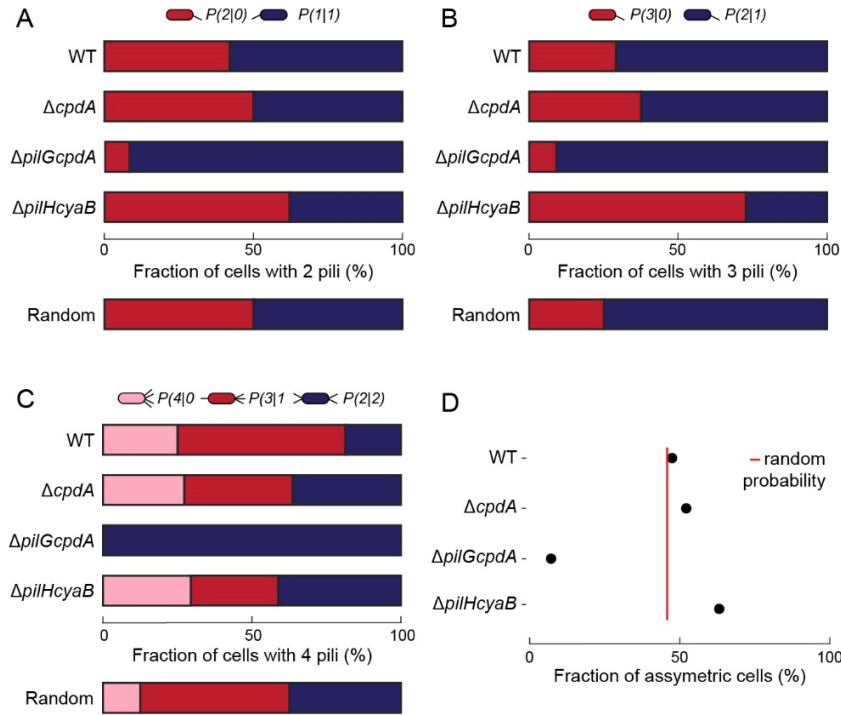 A
P(2|0) P(1|1)
WT
ΔcpdA
ΔpilGcpdA
ΔpilHcyaB
0 50 100
Fraction of cells with 2 pili (%)
Random
B
P(3|0) P(2|1)
WT
ΔcpdA
ΔpilGcpdA
ΔpilHcyaB
0 50 100
Fraction of cells with 3 pili (%)
Random
C
P(4|0 P(3|1 P(2|2)
WT
ΔcpdA
ΔpilGcpdA
ΔpilHcyaB
0 50 100
Fraction of cells with 4 pili (%)
Random
D
WT
random
probability
ΔcpdA
ΔpilGcpdA
ΔpilHcyaB
0 50 100
Fraction of assymetric cells (%)